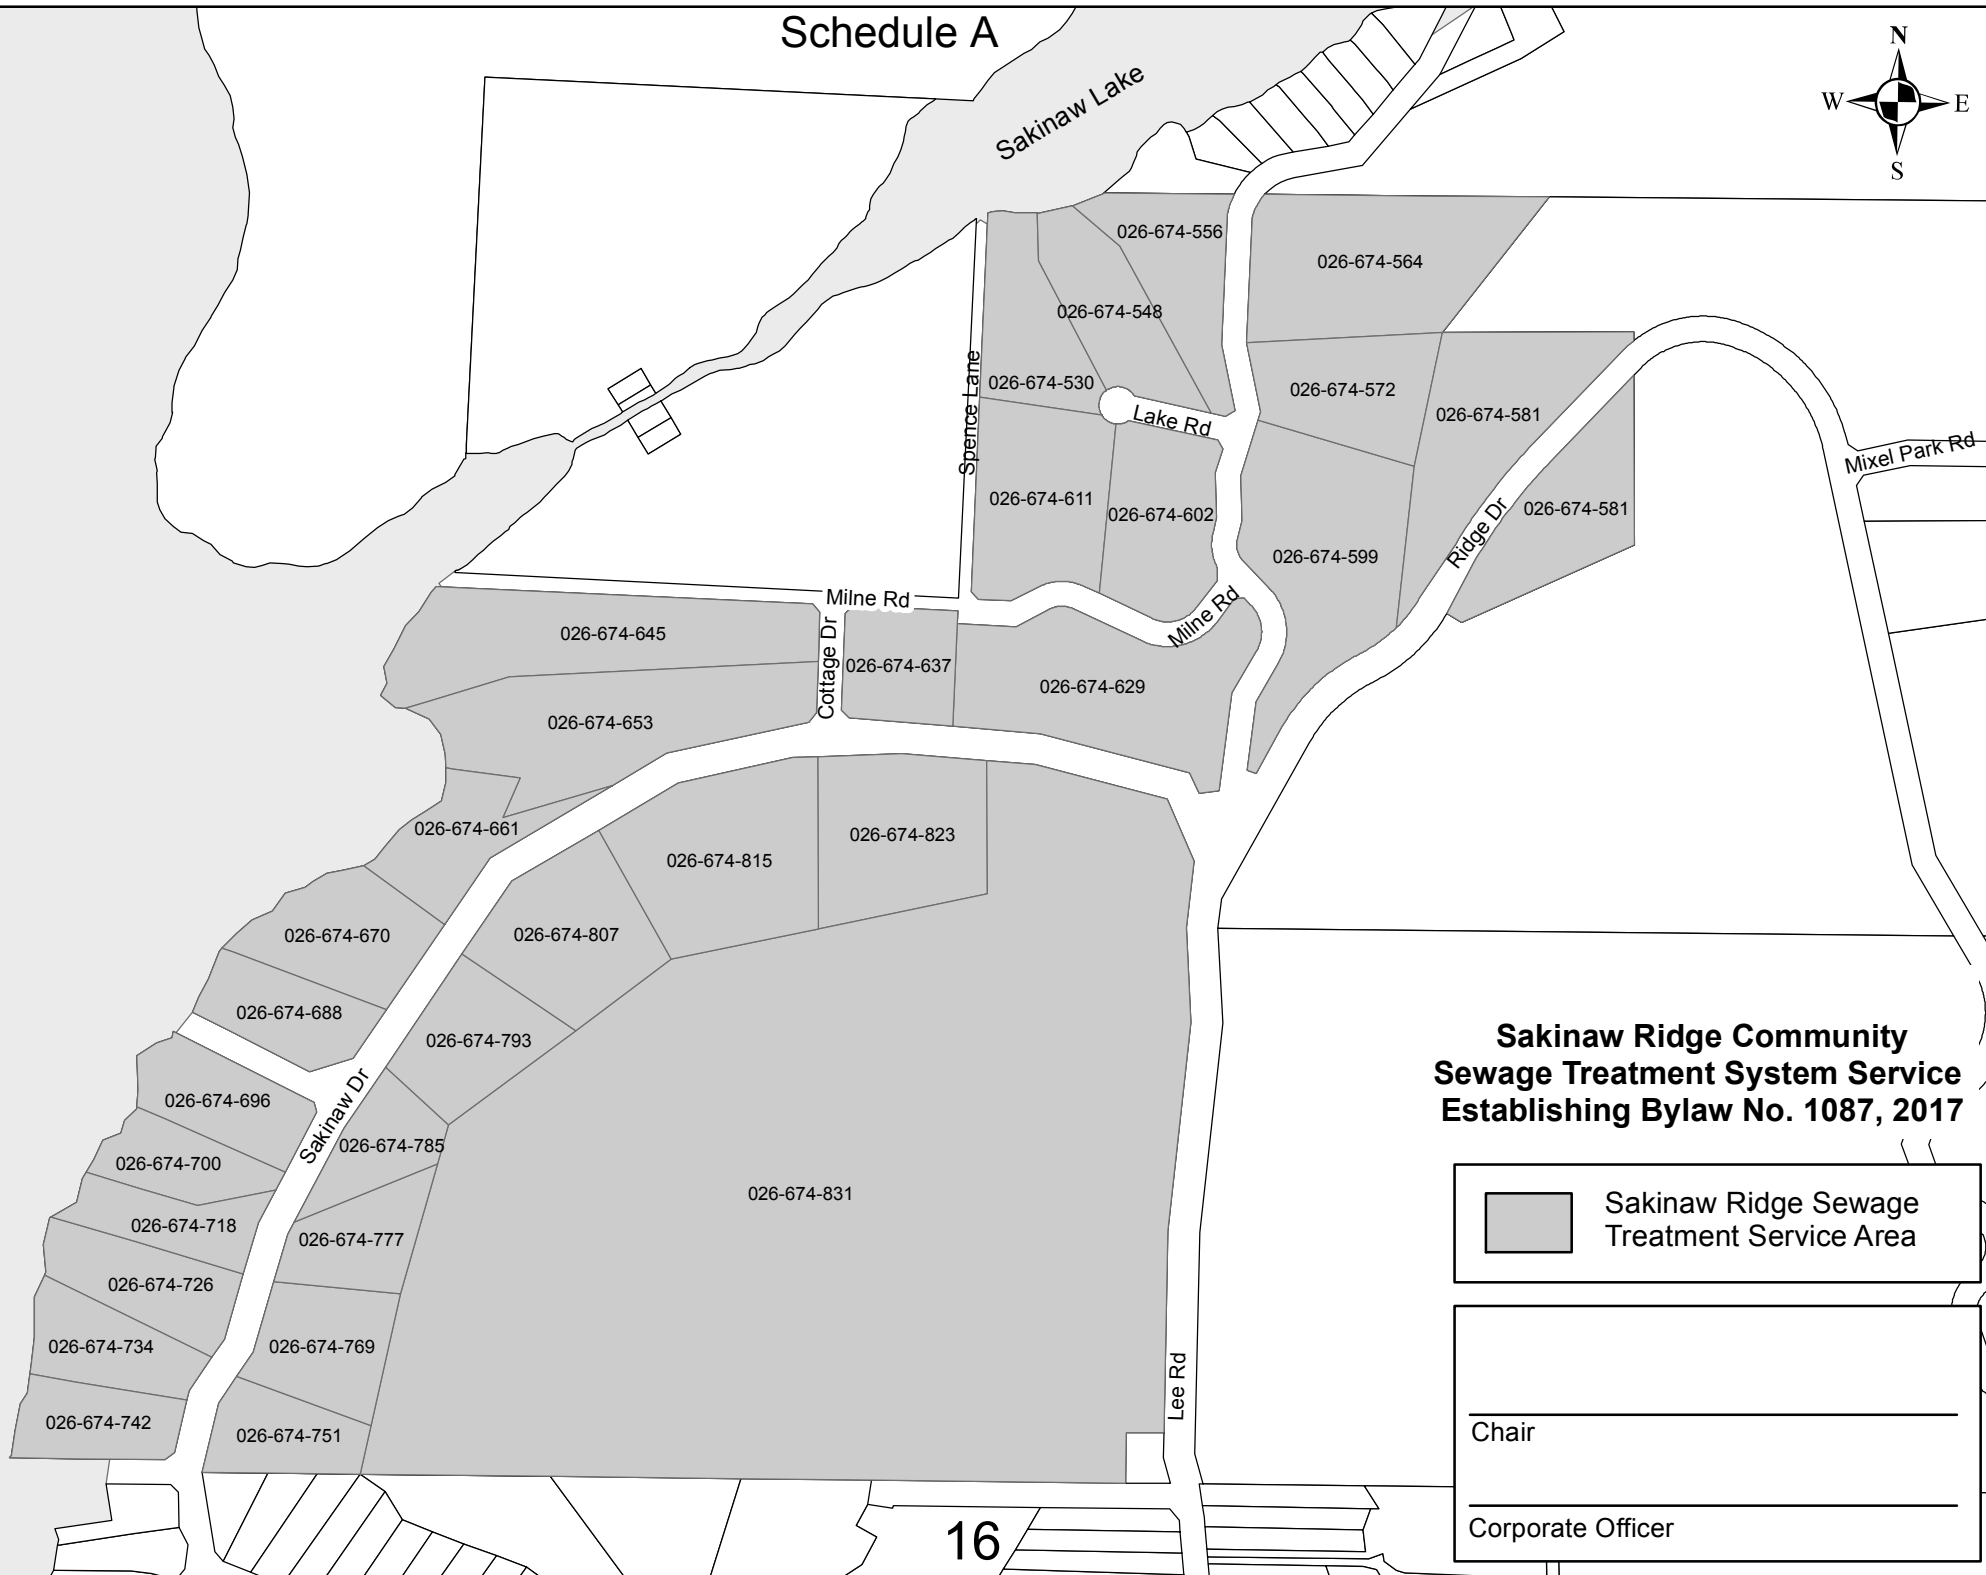 Schedule A
N
W
E
S
Sakinaw Lake
026-674-556
026-674-564
026-674-548
026-674-530
Spence Lane
Lake Rd
026-674-572
026-674-581
Mixel Park Rd
026-674-611
026-674-602
026-674-581
Ridge Dr
026-674-599
Milne Rd
Milne Rd
026-674-645
Cottage Dr
026-674-637
026-674-629
026-674-653
026-674-661
026-674-815
026-674-823
026-674-670
026-674-807
026-674-688
026-674-793
Sakinaw Ridge Community
Sewage Treatment System Service
Establishing Bylaw No. 1087, 2017
026-674-696
Sakinaw Dr
026-674-785
026-674-700
026-674-831
026-674-718
026-674-777
Sakinaw Ridge Sewage
Treatment Service Area
026-674-726
026-674-734
026-674-769
Lee Rd
026-674-742
026-674-751
Chair
Corporate Officer
16